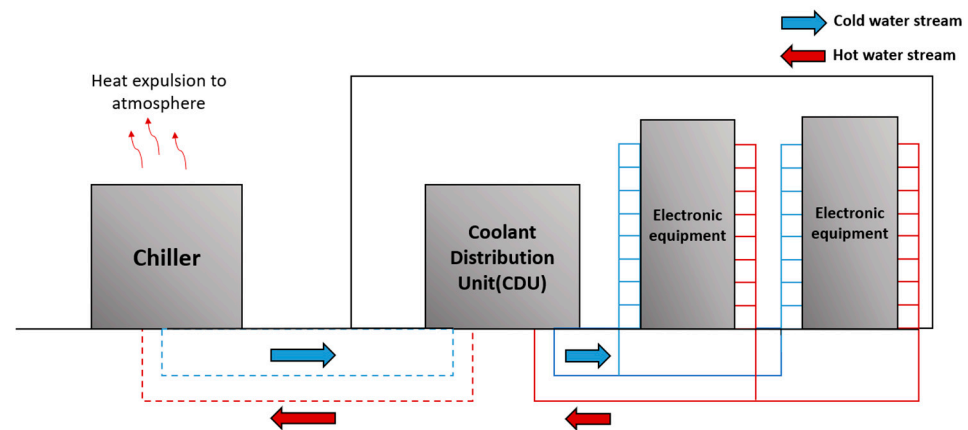 Cold water stream
Hot water stream
Heat expulsion to
atmosphere
Chiller
Coolant
Distribution
Unit(CDU)
Electronic
equipment
Electronic
equipment